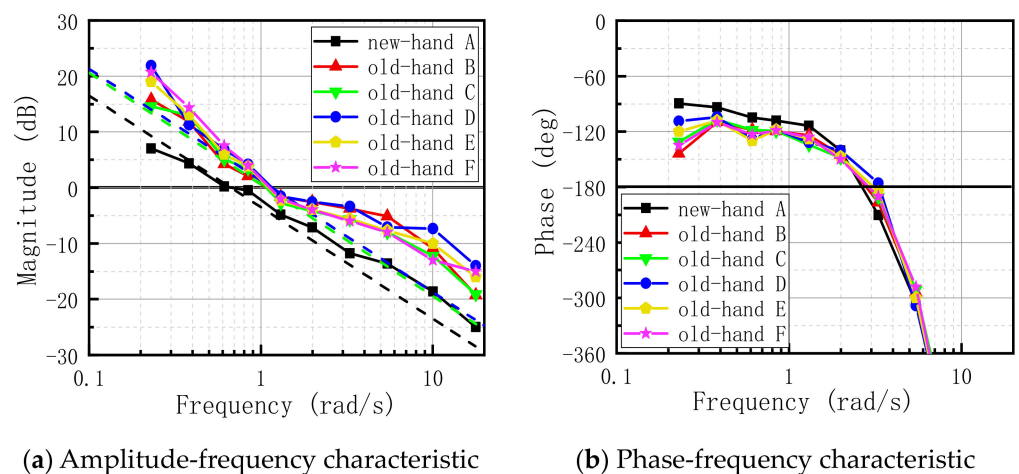 30
20
10
0
-10
-20
-30
0.1
1
10
Magnitude (dB)
Frequency (rad/s)
new-hand A
old-hand B
old-hand C
old-hand D
old-hand E
old-hand F
(a) Amplitude-frequency characteristic
0
-60
-120
-180
-240
-300
-360
0.1
1
10
Phase (deg)
Frequency (rad/s)
new-hand A
old-hand B
old-hand C
old-hand D
old-hand E
old-hand F
(b) Phase-frequency characteristic